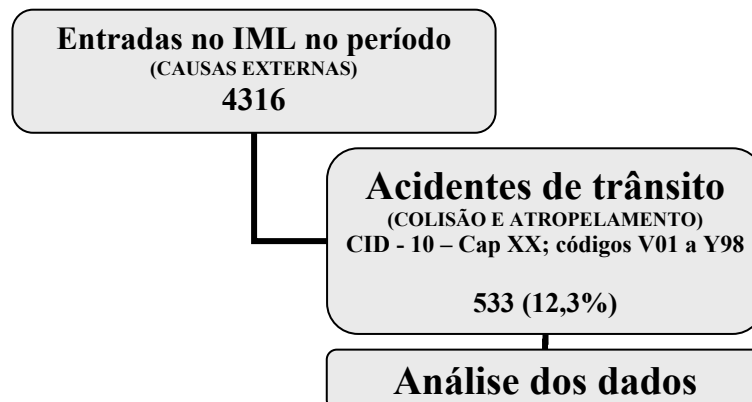 Entradas no IML no período
(CAUSAS EXTERNAS)
4316
Acidentes de trânsito
(COLISÃO E ATROPELAMENTO)
CID - 10 – Cap XX; códigos V01 a Y98
533 (12,3%)
Análise dos dados